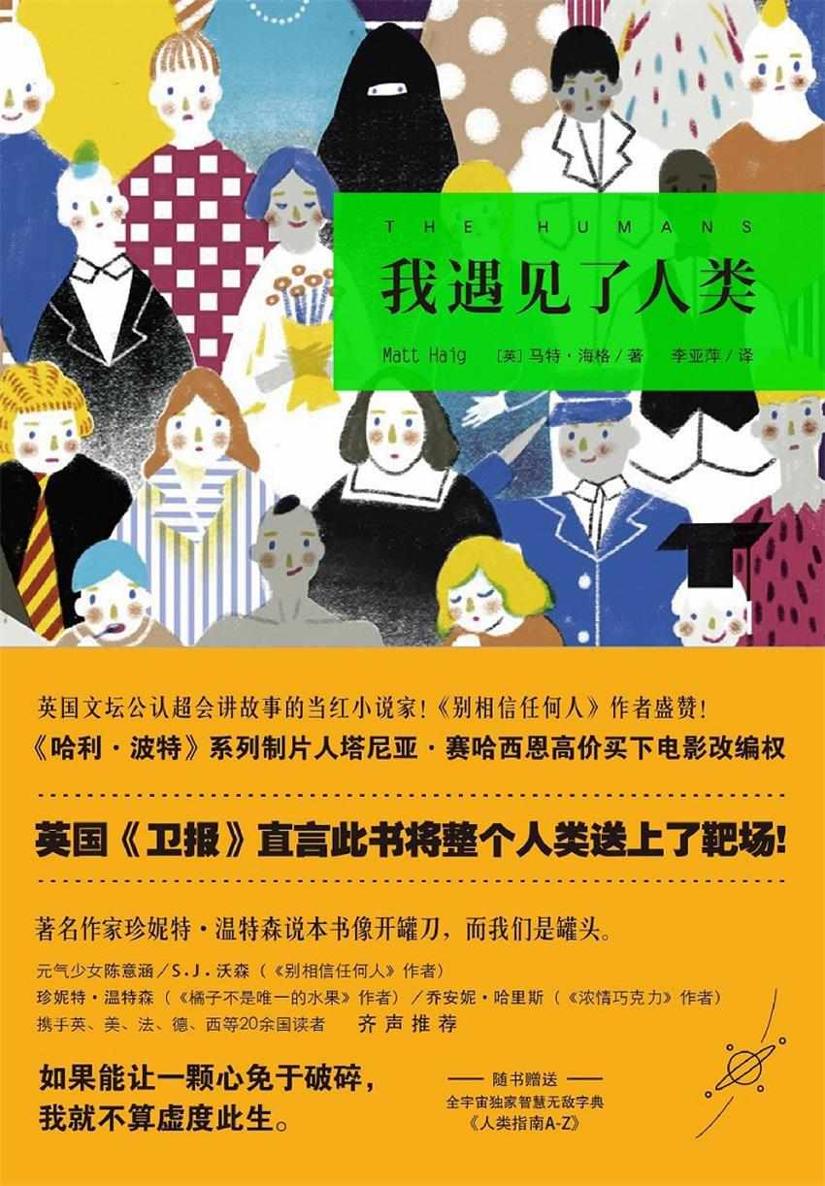 THE HUMANS
我遇见了人类
Matt Haig [英]马特·海格/著 李亚萍/译
英国文坛公认超会讲故事的当红小说家!《别相信任何人》作者盛赞!
《哈利·波特》系列制片人塔尼亚·赛哈西恩高价买下电影改编权
英国《卫报》直言此书将整个人类送上了靶场!
著名作家珍妮特·温特森说本书像开罐刀，而我们是罐头。
元气少女陈意涵/S.J.沃森（《别相信任何人》作者）
珍妮特·温特森（《橘子不是唯一的水果》作者）/乔安妮·哈里斯（《浓情巧克力》作者）
携手英、美、法、德、西等20余国读者 齐声推荐
如果能让一颗心免于破碎，
我就不算虚度此生。
随书赠送
全宇宙独家智慧无敌字典
《人类指南A-Z》